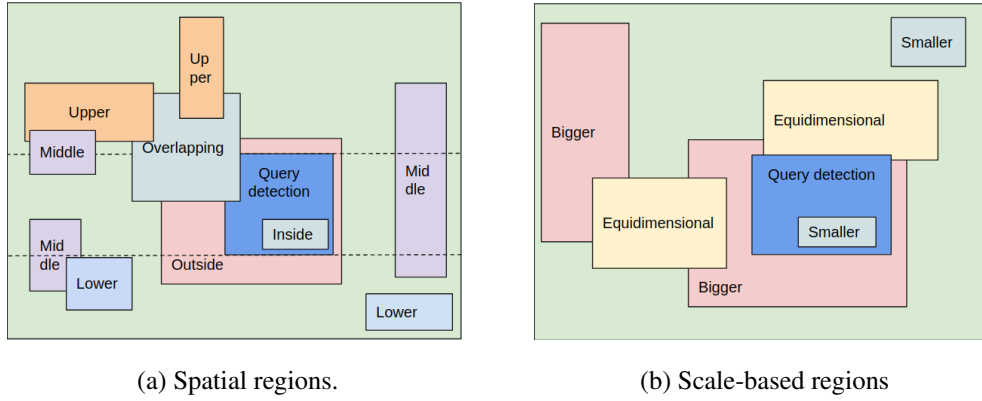 Up
per
Upper
Middle
Overlapping
Query
detection
Mid
dle
Inside
Mid
dle
Outside
Lower
Lower
(a) Spatial regions.
Smaller
Bigger
Equidimensional
Query detection
Equidimensional
Smaller
Bigger
(b) Scale-based regions